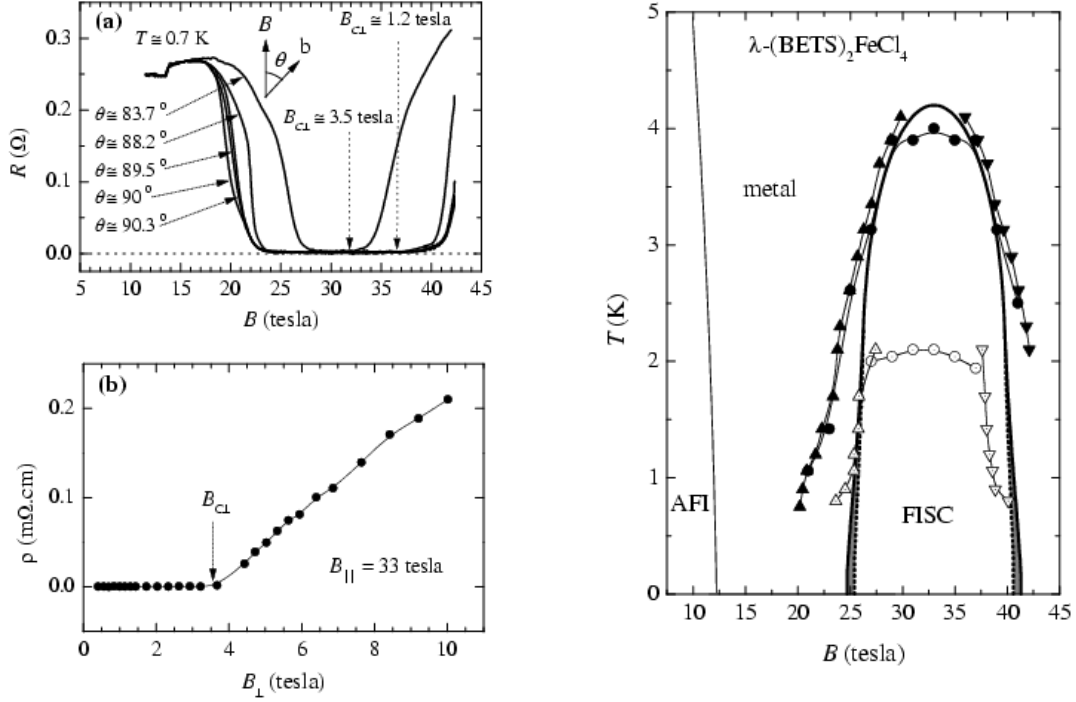 (a)
T ≅ 0.7 K
B
b
θ
B_c⊥ ≅ 1.2 tesla
B_c⊥ ≅ 3.5 tesla
θ ≅ 83.7 °
θ ≅ 88.2 °
θ ≅ 89.5 °
θ ≅ 90 °
θ ≅ 90.3 °
R (Ω)
0.3
0.2
0.1
0.0
5 10 15 20 25 30 35 40 45
B (tesla)
(b)
ρ (mΩ.cm)
0.2
0.1
0.0
B_c⊥
B_|| = 33 tesla
0 2 4 6 8 10
B_⊥ (tesla)
λ-(BETS)₂FeCl₄
metal
AFI
FISC
T (K)
5
4
3
2
1
0
10 15 20 25 30 35 40 45
B (tesla)